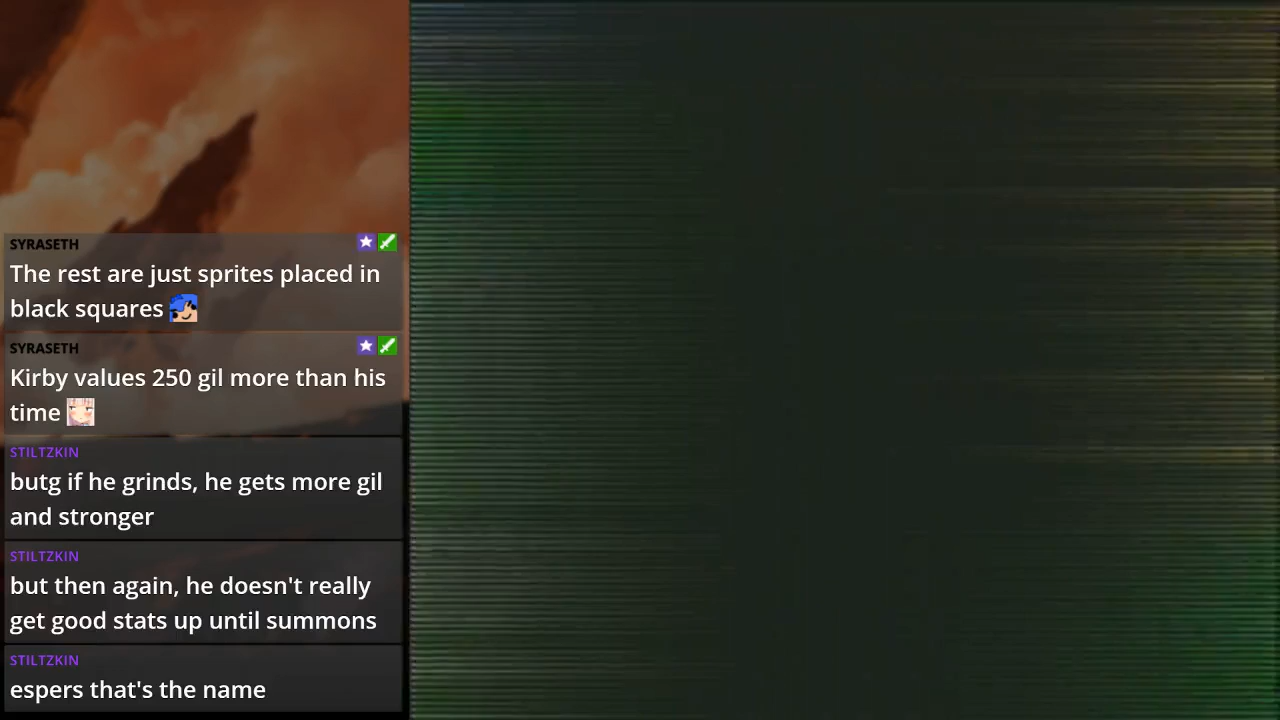 SYRASETH
The rest are just sprites placed in
black squares
SYRASETH
Kirby values 250 gil more than his
time
STILTZKIN
butg if he grinds, he gets more gil
and stronger
STILTZKIN
but then again, he doesn't really
get good stats up until summons
STILTZKIN
espers that's the name